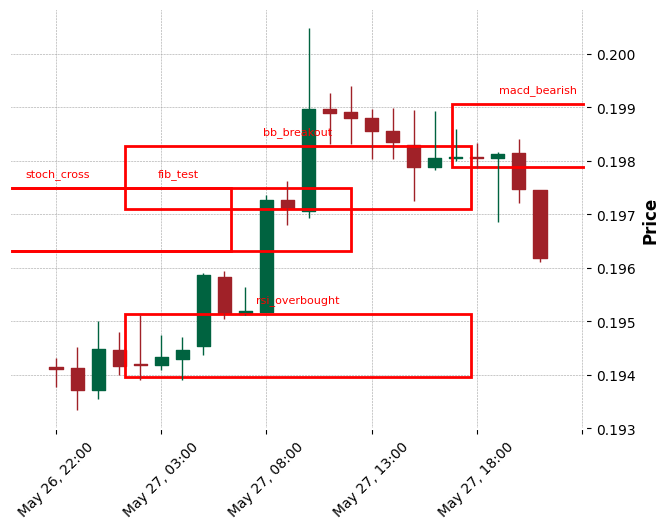 0.200
macd_bearish
0.199
bb_breakout
0.198
stoch_cross
fib_test
0.197
Price
0.196
rsi_overbought
0.195
0.194
0.193
May 26, 22:00
May 27, 03:00
May 27, 08:00
May 27, 13:00
May 27, 18:00